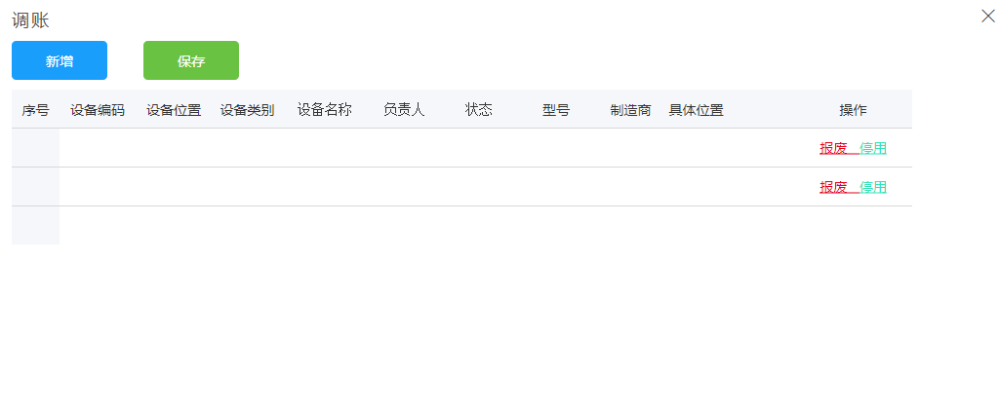 调账
新增 保存
序号 设备编码 设备位置 设备类别 设备名称 负责人 状态 型号 制造商 具体位置 操作
报废 停用
报废 停用